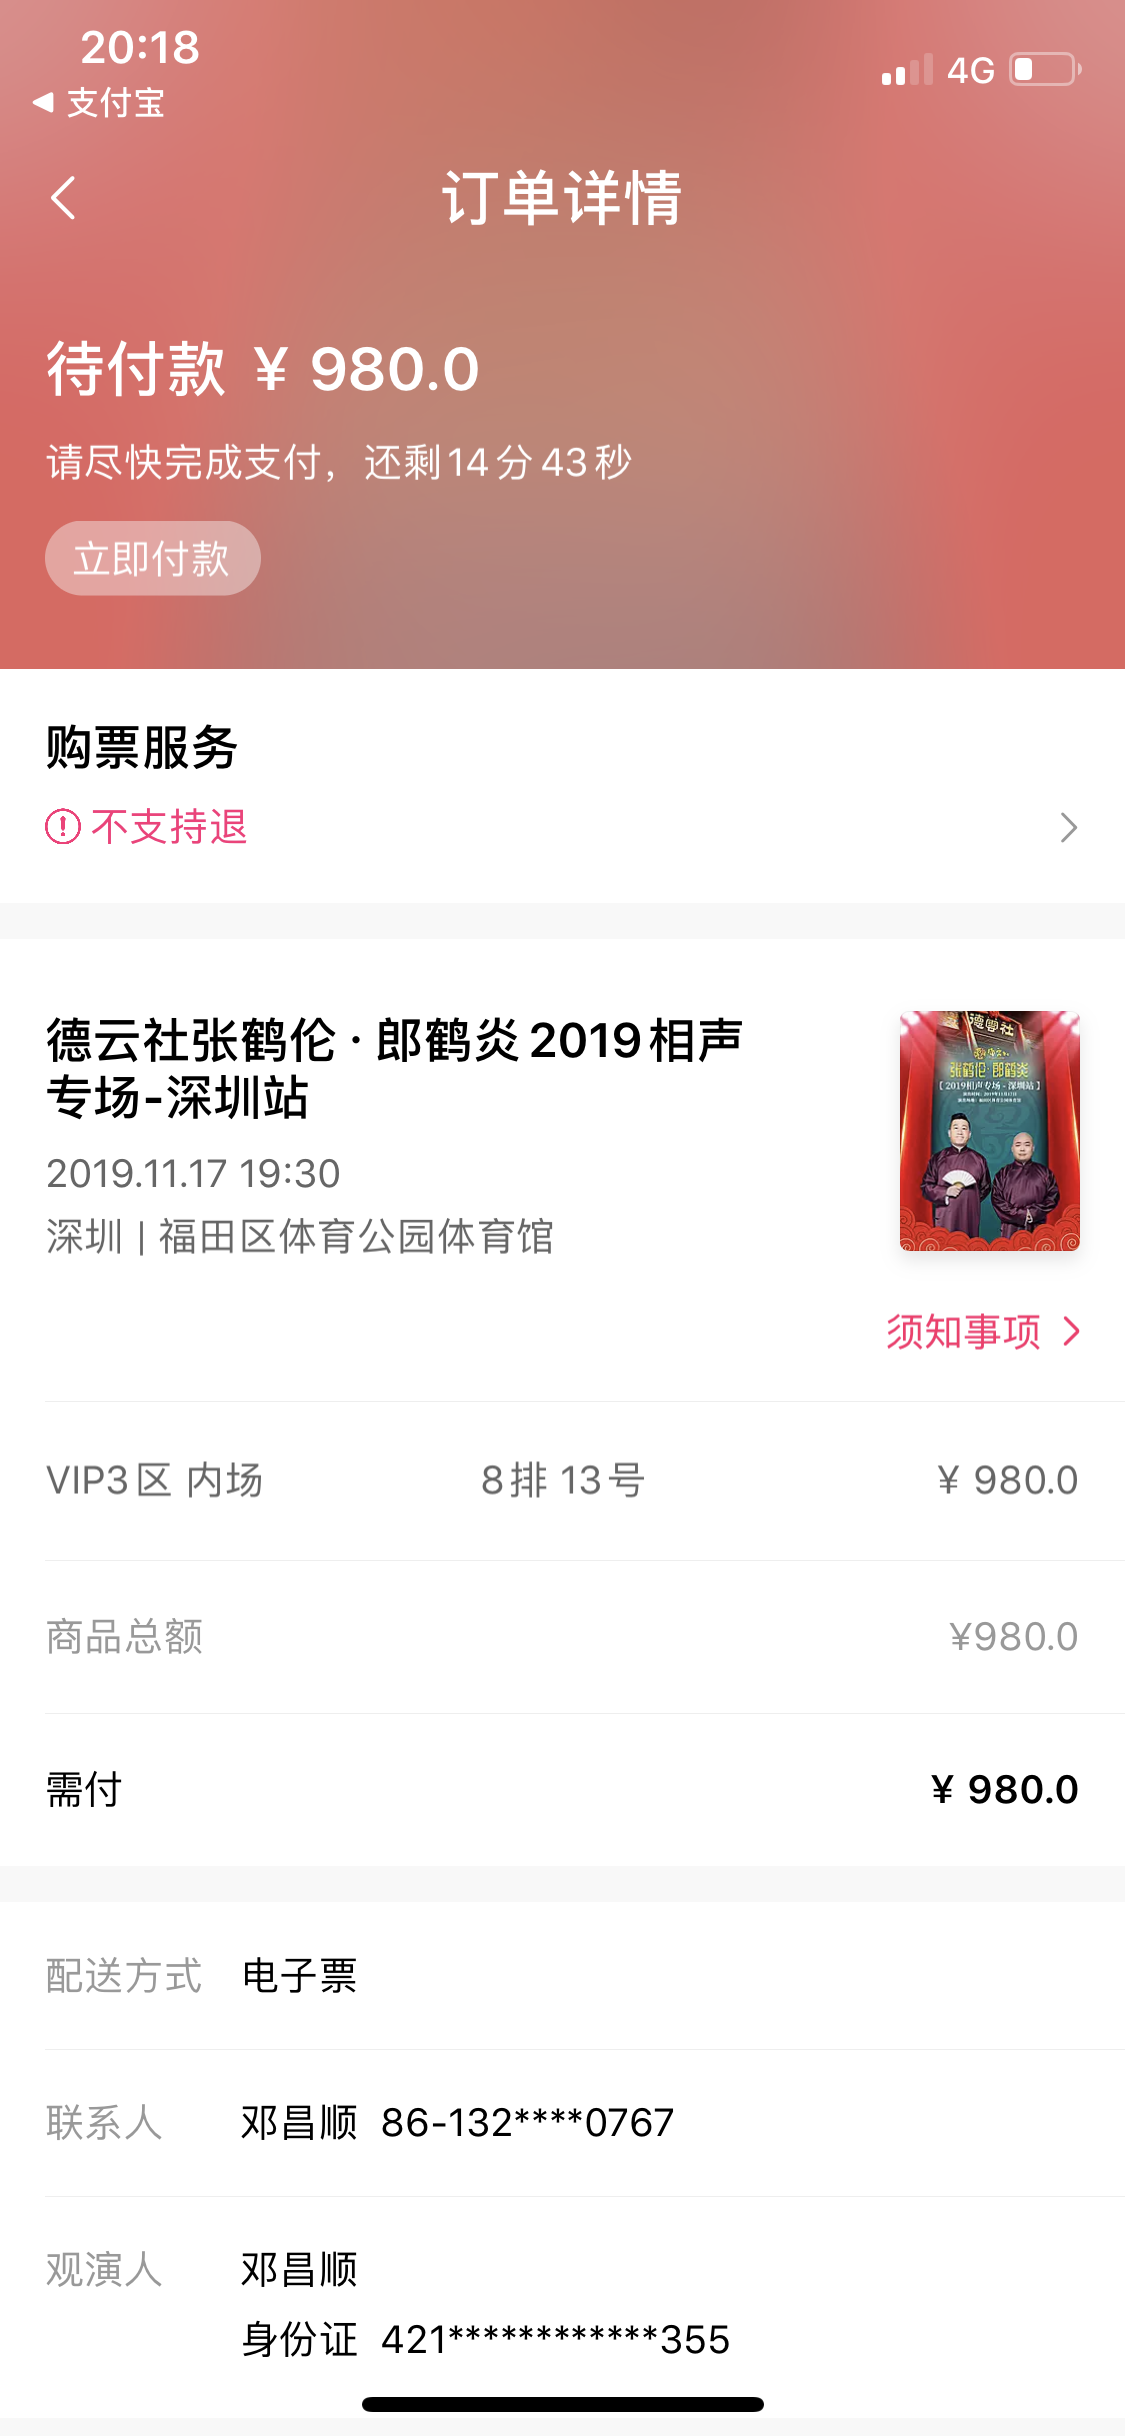 20:18
4G
支付宝
订单详情
待付款 ¥ 980.0
请尽快完成支付，还剩14分43秒
立即付款
购票服务
不支持退
德云社张鹤伦 · 郎鹤炎2019相声
专场-深圳站
2019.11.17 19:30
深圳 | 福田区体育公园体育馆
德雲社
张鹤伦·郎鹤炎
【2019相声专场-深圳站】
须知事项
VIP3区 内场 8排 13号 ¥ 980.0
商品总额 ¥980.0
需付 ¥ 980.0
配送方式 电子票
联系人 邓昌顺 86-132****0767
观演人 邓昌顺
身份证 421************355